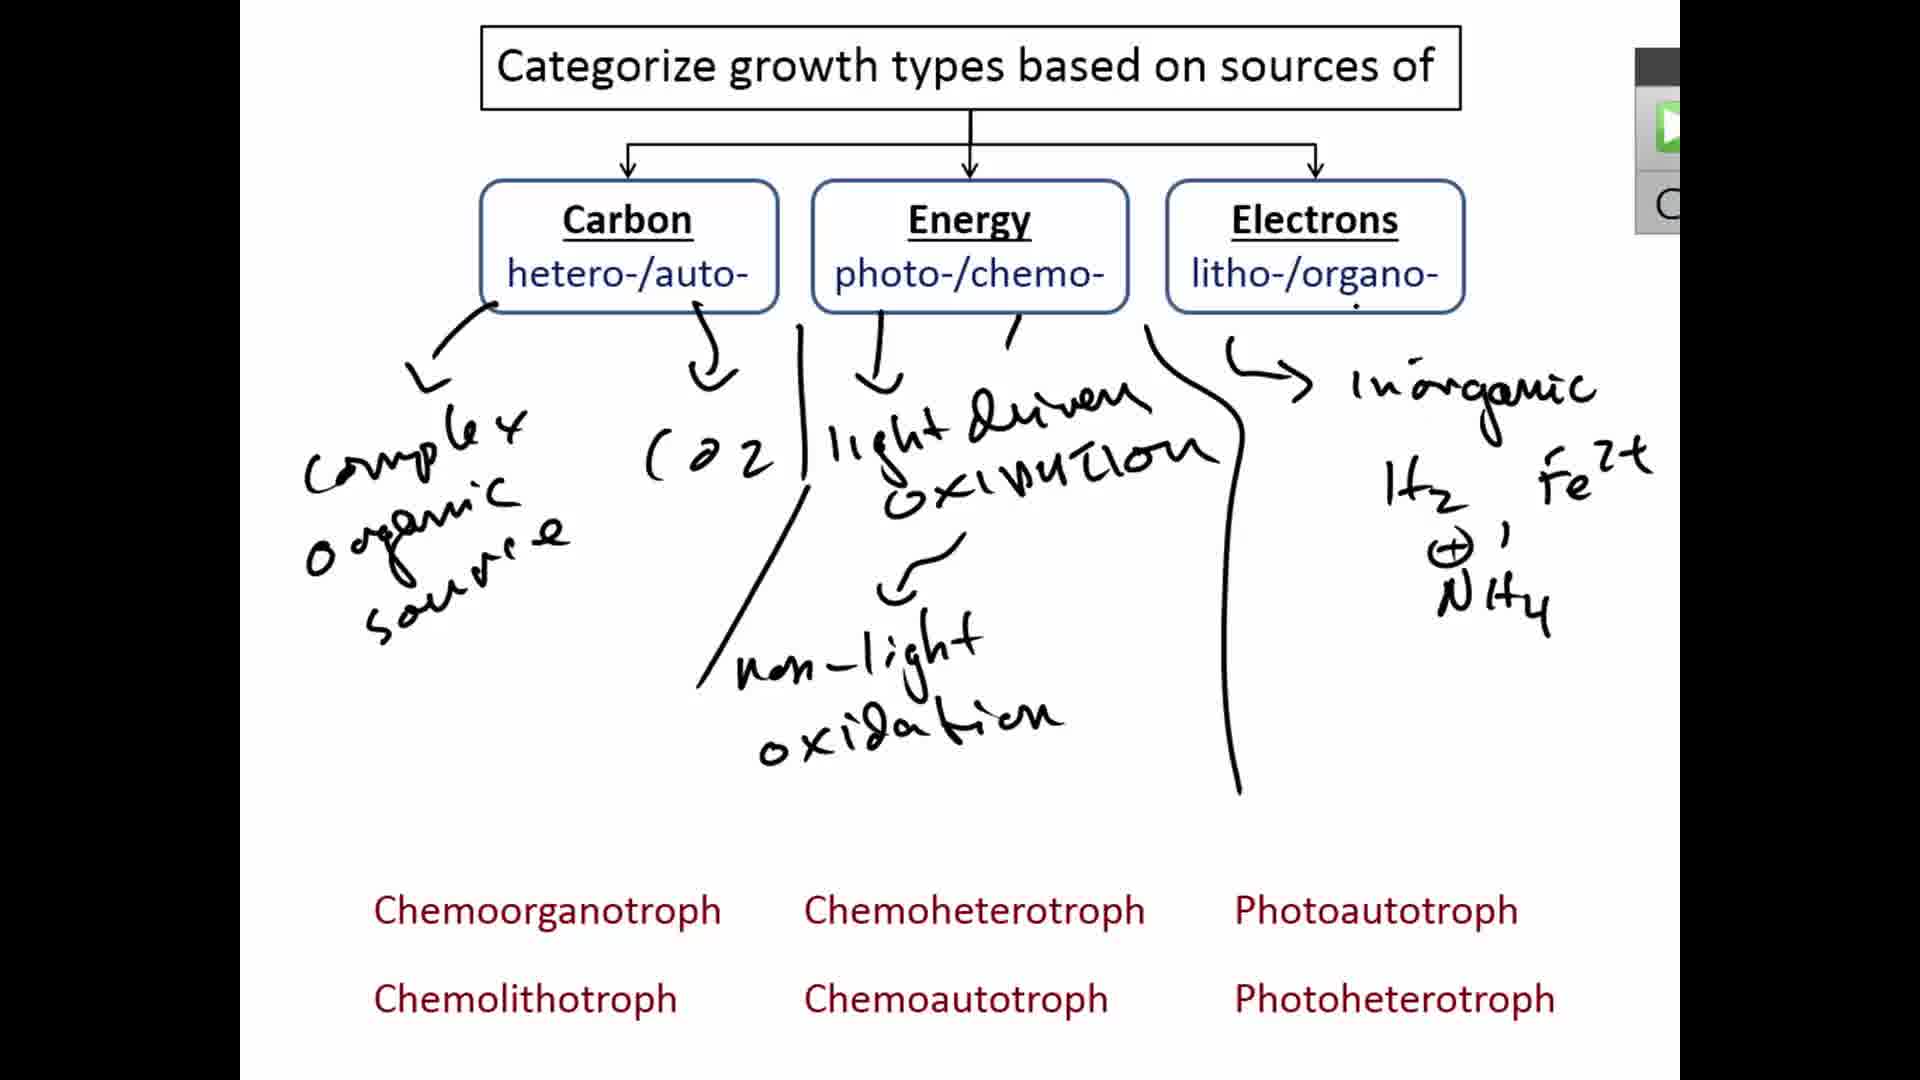 Categorize growth types based on sources of
Carbon
hetero-/auto-
Energy
photo-/chemo-
Electrons
litho-/organo-
complex
organic
source
CO2
light driven
oxidation
non-light
oxidation
inorganic
H2 Fe2+
⊕ ,
NH4
Chemoorganotroph Chemoheterotroph Photoautotroph
Chemolithotroph Chemoautotroph Photoheterotroph